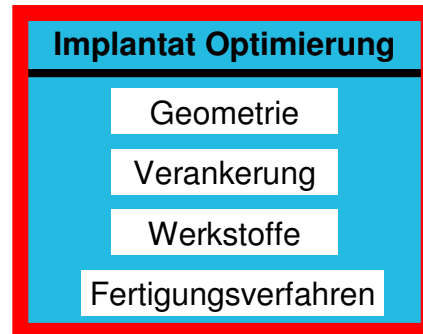 Implantat Optimierung
Geometrie
Verankerung
Werkstoffe
Fertigungsverfahren